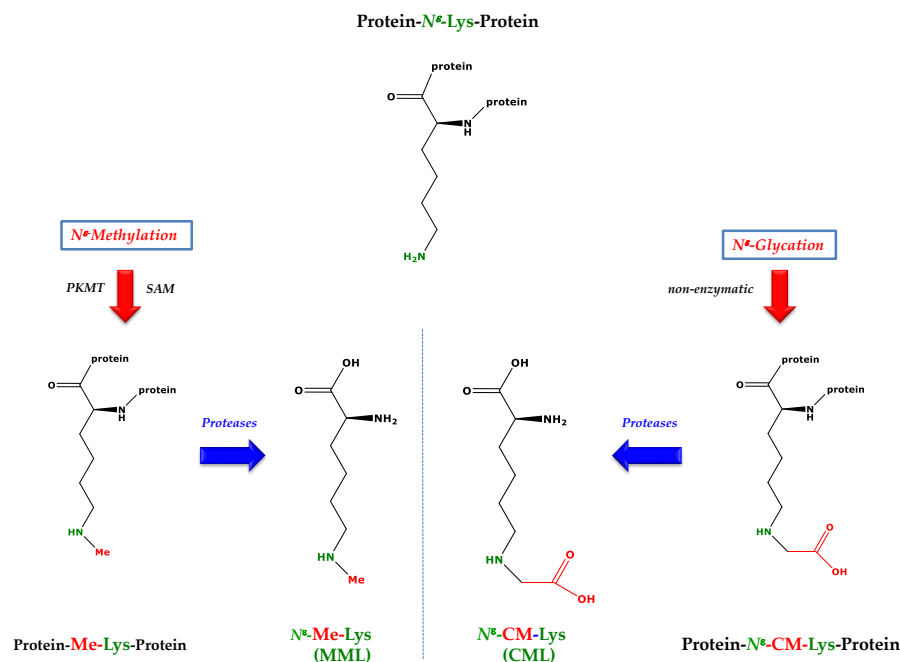 Protein-Nε-Lys-Protein
protein
O
protein
N
H
H₂N
Nε-Methylation
Nε-Glycation
PKMT
SAM
non-enzymatic
protein
O
protein
N
H
HN
Me
Proteases
OH
O
NH₂
HN
Me
OH
O
NH₂
HN
O
OH
Proteases
protein
O
protein
N
H
HN
O
OH
Protein-Me-Lys-Protein
Nε-Me-Lys
(MML)
Nε-CM-Lys
(CML)
Protein-Nε-CM-Lys-Protein